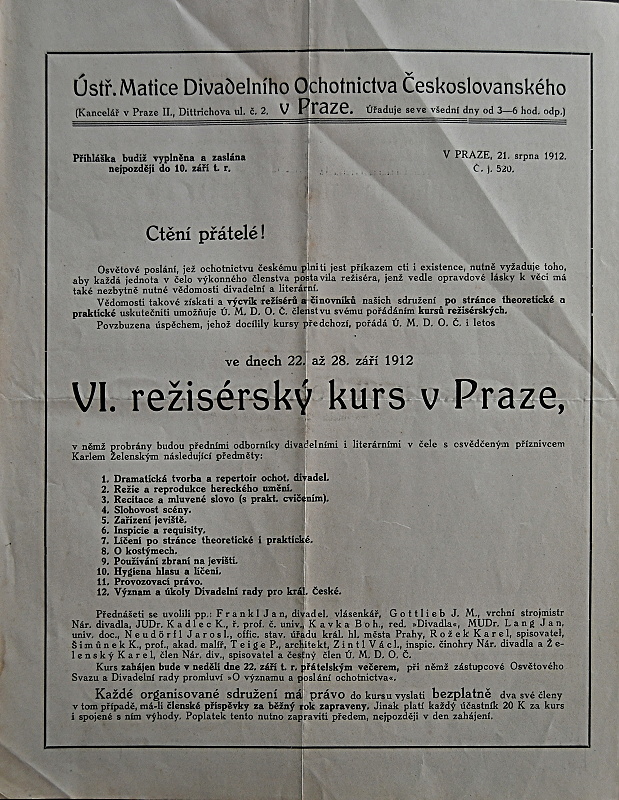 Ústř. Matice Divadelního Ochotnictva Československého
(Kancelář v Praze II., Dittrichova ul. č. 2. v Praze. Úřaduje se ve všední dny od 3—6 hod. odp.)
Přihláška budiž vyplněna a zaslána
nejpozději do 10. září t. r.
V PRAZE, 21. srpna 1912.
Č. j. 520.
Ctění přátelé!
Osvětové poslání, jež ochotnictvu českému plniti jest příkazem cti i existence, nutně vyžaduje toho,
aby každá jednota v čelo výkonného členstva postavila režiséra, jenž vedle opravdové lásky k věci má
také nezbytně nutné vědomosti divadelní a literární.
Vědomosti takové získati a výcvik režisérů a činovníků našich sdružení po stránce theoretické a
praktické uskutečniti umožňuje Ú. M. D. O. Č. členstvu svému pořádáním kursů režisérských.
Povzbuzena úspěchem, jehož docílily kursy předchozí, pořádá Ú. M. D. O. Č. i letos
ve dnech 22. až 28. září 1912
VI. režisérský kurs v Praze,
v němž probrány budou předními odborníky divadelními i literárními v čele s osvědčeným příznivcem
Karlem Želenským následující předměty:
1. Dramatická tvorba a repertoir ochot. divadel.
2. Režie a reprodukce hereckého umění.
3. Recitace a mluvené slovo (s prakt. cvičením).
4. Slohovost scény.
5. Zařízení jeviště.
6. Inspicie a requisity.
7. Líčení po stránce theoretické i praktické.
8. O kostymech.
9. Používání zbraní na jevišti.
10. Hygiena hlasu a líčení.
11. Provozovací právo.
12. Význam a úkoly Divadelní rady pro král. České.
Přednášeti se uvolili pp.: Frankl Jan, divadel. vlásenkář, Gottlieb J. M., vrchní strojmistr
Nár. divadla, JUDr. Kadlec K., ř. prof. č. univ., Kavka Boh., red. »Divadla«, MUDr. Lang Jan,
univ. doc., Neudörfl Jarosl., offic. stav. úřadu král. hl. města Prahy, Rožek Karel, spisovatel,
Šimůnek K., prof., akad. malíř, Teige P., architekt, Zintl Václ., inspic. činohry Nár. divadla a Že-
lenský Karel, člen Nár. div., spisovatel a čestný člen Ú. M. D. O. Č.
Kurs zahájen bude v neděli dne 22. září t. r. přátelským večerem, při němž zástupcové Osvětového
Svazu a Divadelní rady promluví »O významu a poslání ochotnictva«.
Každé organisované sdružení má právo do kursu vyslati bezplatně dva své členy
v tom případě, má-li členské příspěvky za běžný rok zapraveny. Jinak platí každý účastník 20 K za kurs
i spojené s ním výhody. Poplatek tento nutno zapraviti předem, nejpozději v den zahájení.